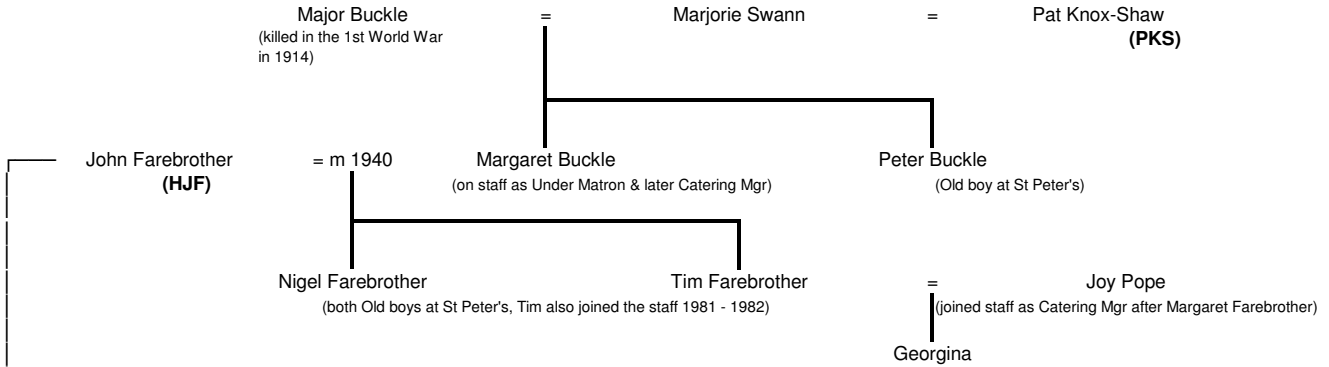 Major Buckle = Marjorie Swann = Pat Knox-Shaw
(killed in the 1st World War
in 1914)
(PKS)
John Farebrother = m 1940 Margaret Buckle Peter Buckle
(HJF) (on staff as Under Matron & later Catering Mgr) (Old boy at St Peter's)
Nigel Farebrother Tim Farebrother = Joy Pope
(both Old boys at St Peter's, Tim also joined the staff 1981 - 1982) (joined staff as Catering Mgr after Margaret Farebrother)
Georgina